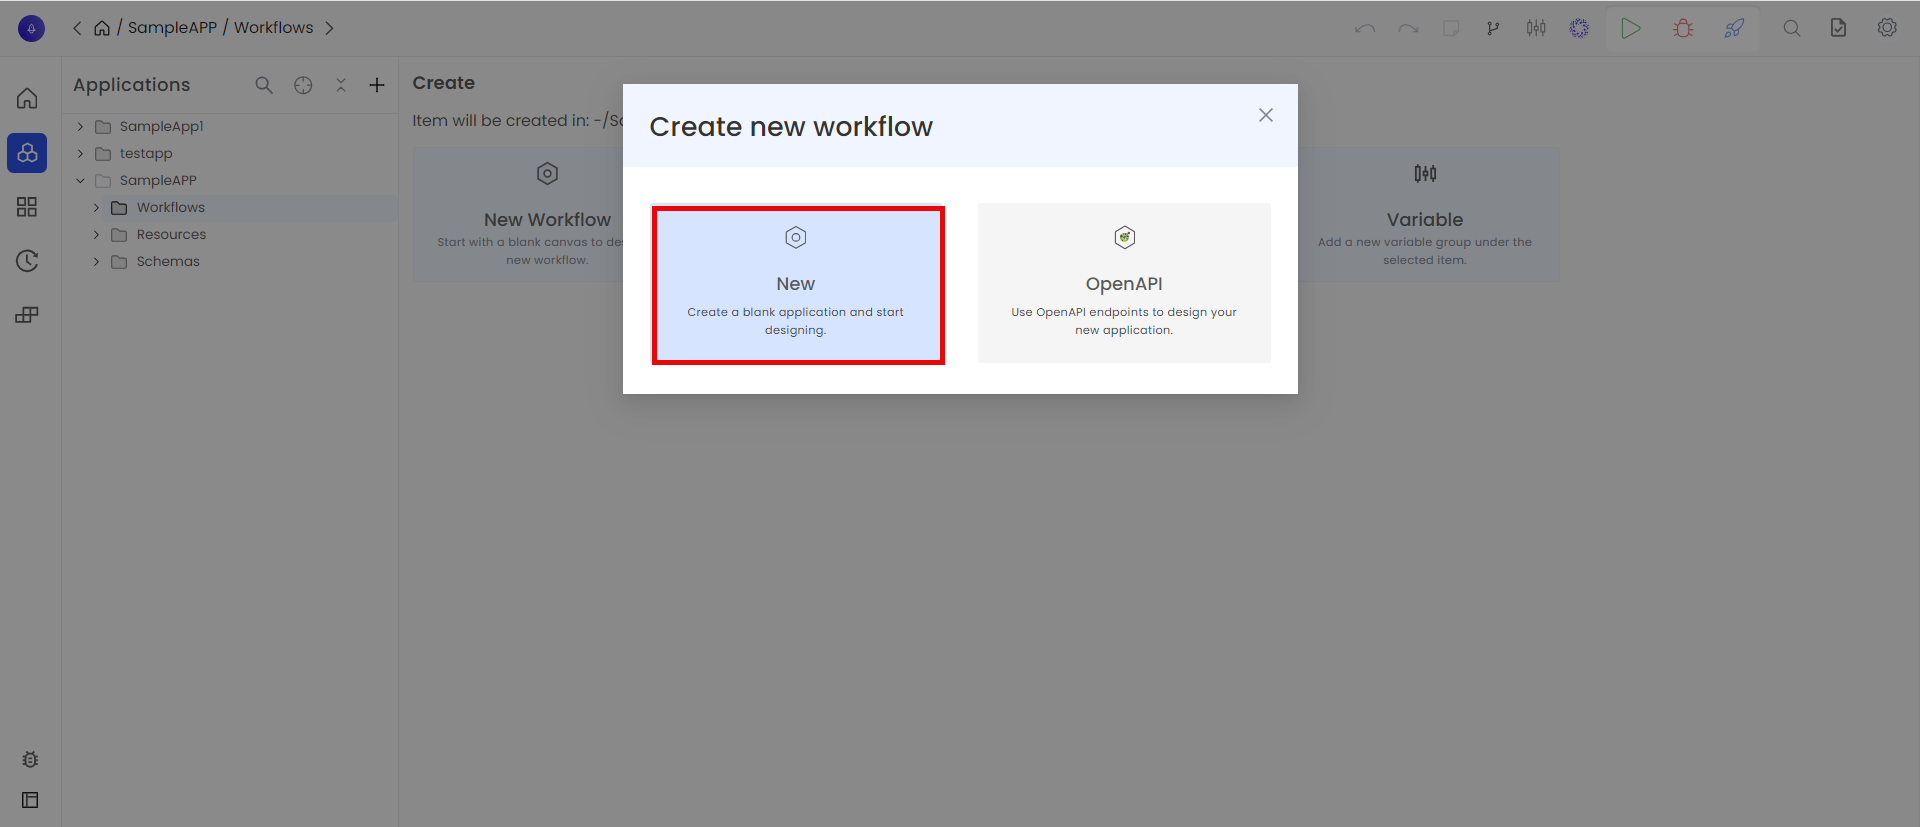 / SampleAPP / Workflows
Applications
SampleApp1
testapp
SampleAPP
Workflows
Resources
Schemas
Create
Item will be created in: ~/Sa
New Workflow
Start with a blank canvas to de
new workflow.
Variable
Add a new variable group under the
selected item.
Create new workflow
New
Create a blank application and start
designing.
OpenAPI
Use OpenAPI endpoints to design your
new application.